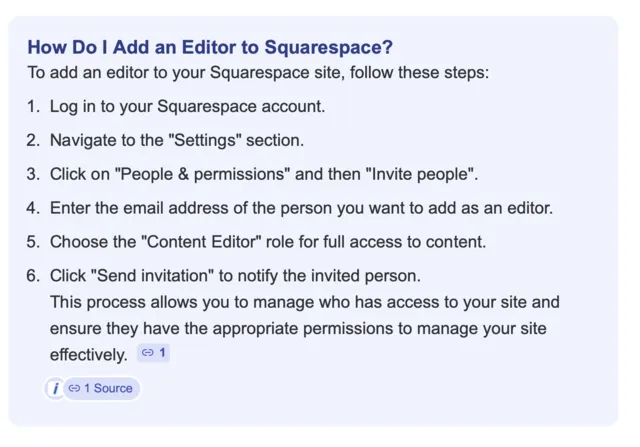 How Do I Add an Editor to Squarespace?
To add an editor to your Squarespace site, follow these steps:
1. Log in to your Squarespace account.
2. Navigate to the "Settings" section.
3. Click on "People & permissions" and then "Invite people".
4. Enter the email address of the person you want to add as an editor.
5. Choose the "Content Editor" role for full access to content.
6. Click "Send invitation" to notify the invited person.
This process allows you to manage who has access to your site and
ensure they have the appropriate permissions to manage your site
effectively. 1
i 1 Source